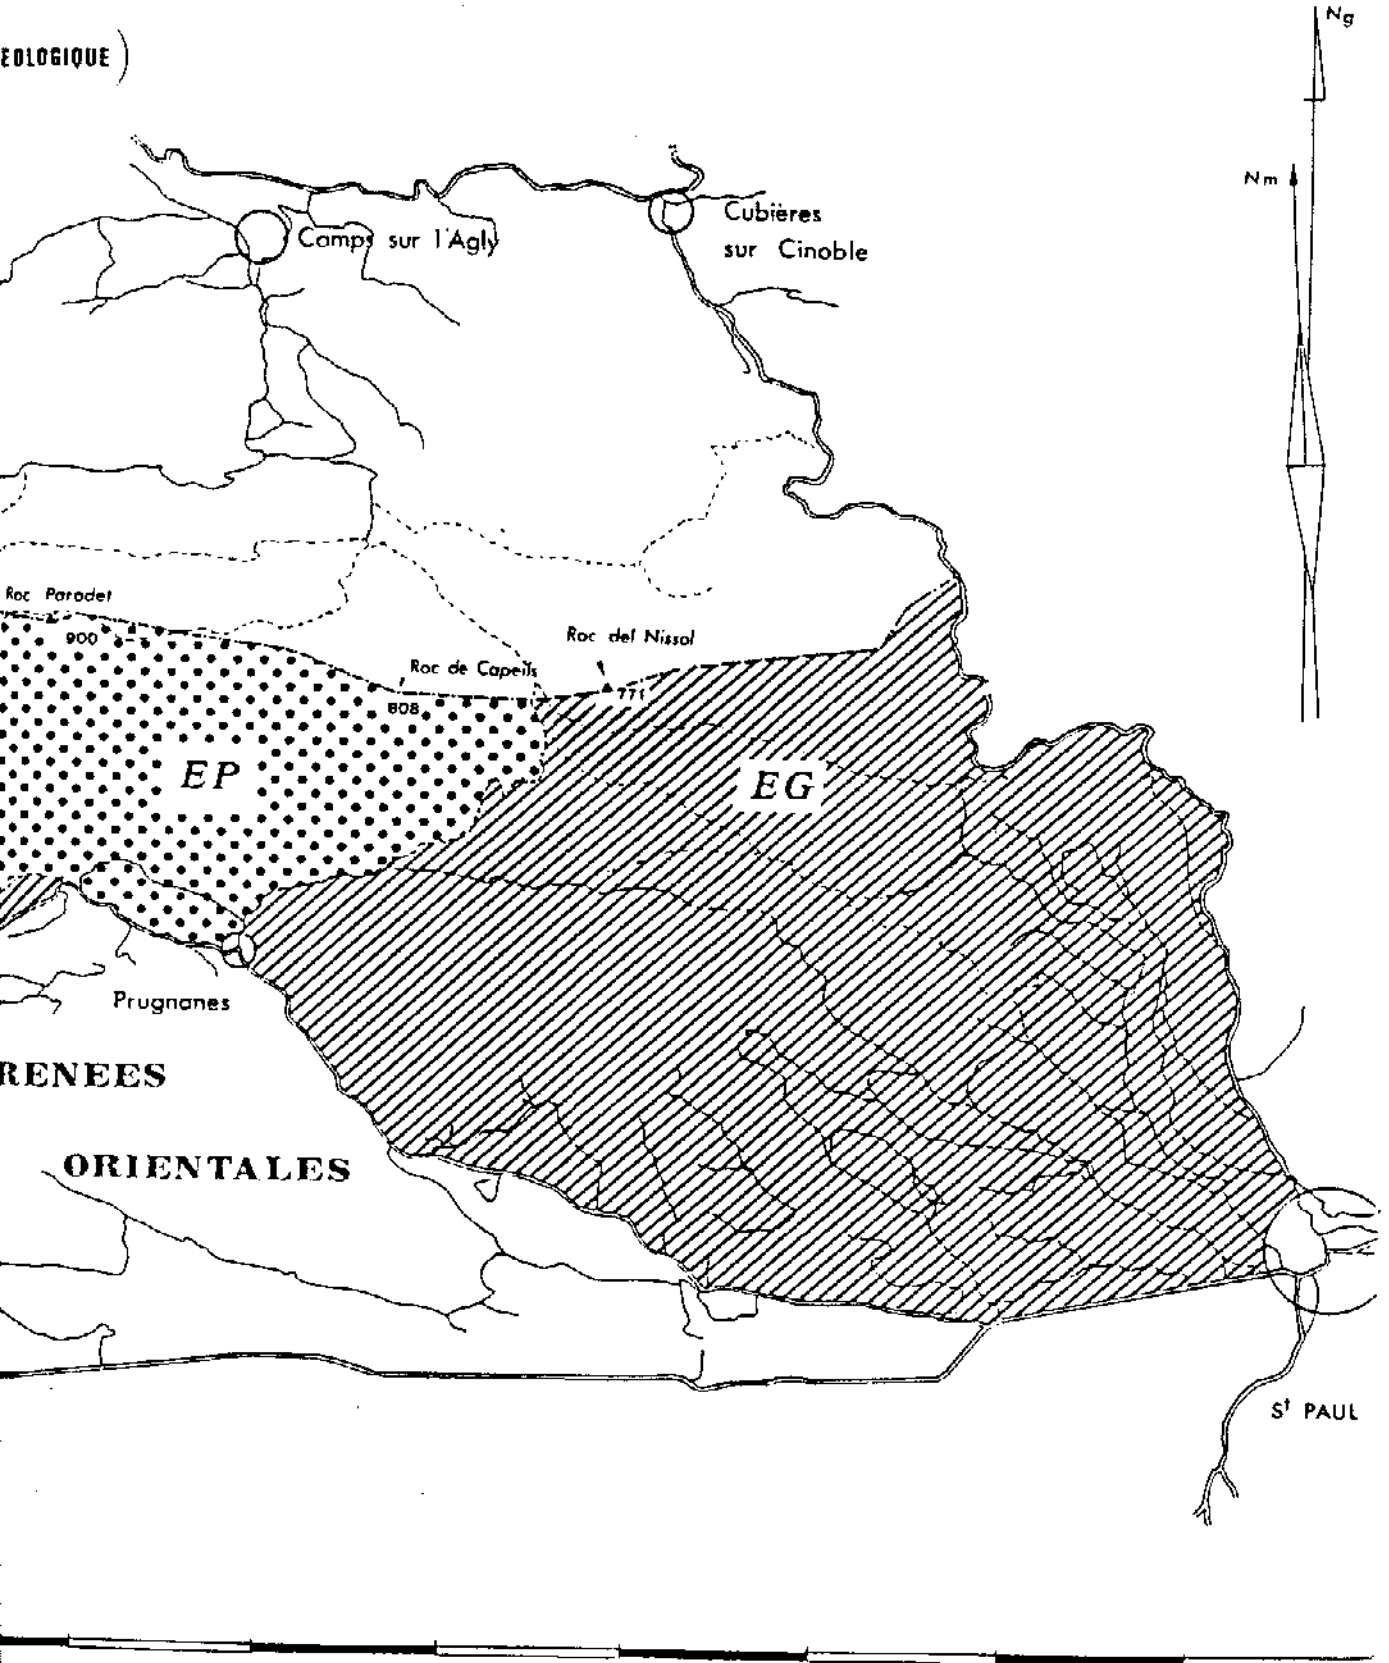 EOLOGIQUE)
Ng
Nm
Cubières
sur Cinoble
Camps sur l'Agly
Roc Paradet
900
Roc del Nissol
771
Roc de Capeils
808
EP
EG
Prugnanes
RENEES
ORIENTALES
St PAUL